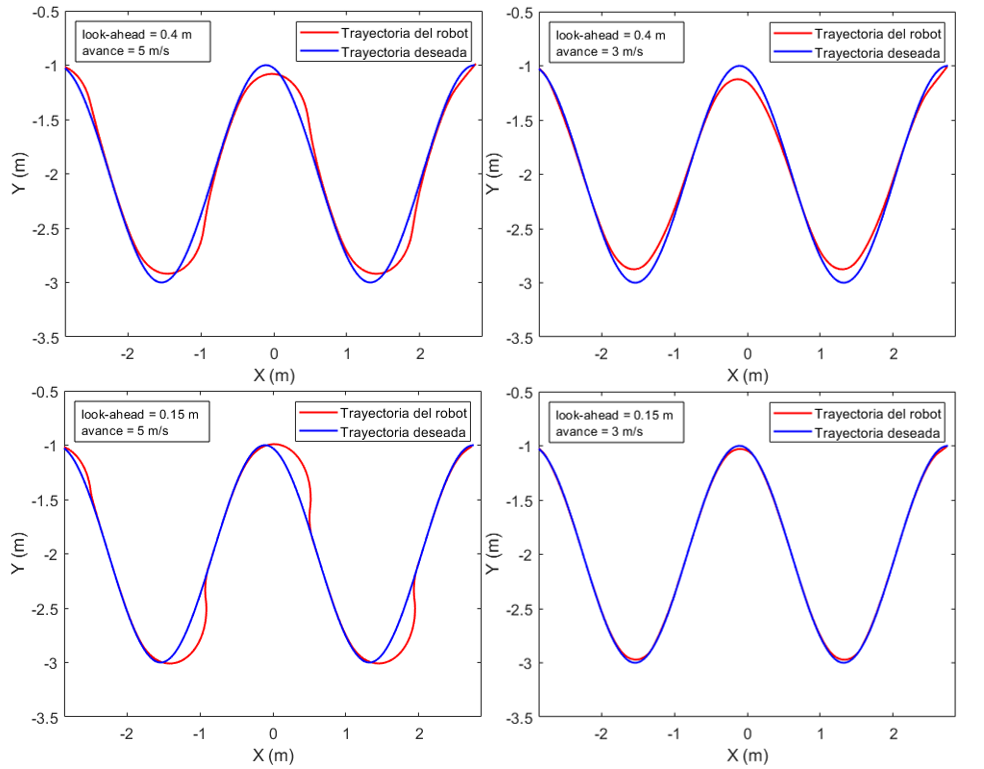 look-ahead = 0.4 m
avance = 5 m/s
Trayectoria del robot
Trayectoria deseada
-0.5
-1
-1.5
-2
-2.5
-3
-3.5
Y (m)
-2
-1
0
1
2
X (m)
look-ahead = 0.4 m
avance = 3 m/s
Trayectoria del robot
Trayectoria deseada
-0.5
-1
-1.5
-2
-2.5
-3
-3.5
Y (m)
-2
-1
0
1
2
X (m)
look-ahead = 0.15 m
avance = 5 m/s
Trayectoria del robot
Trayectoria deseada
-0.5
-1
-1.5
-2
-2.5
-3
-3.5
Y (m)
-2
-1
0
1
2
X (m)
look-ahead = 0.15 m
avance = 3 m/s
Trayectoria del robot
Trayectoria deseada
-0.5
-1
-1.5
-2
-2.5
-3
-3.5
Y (m)
-2
-1
0
1
2
X (m)